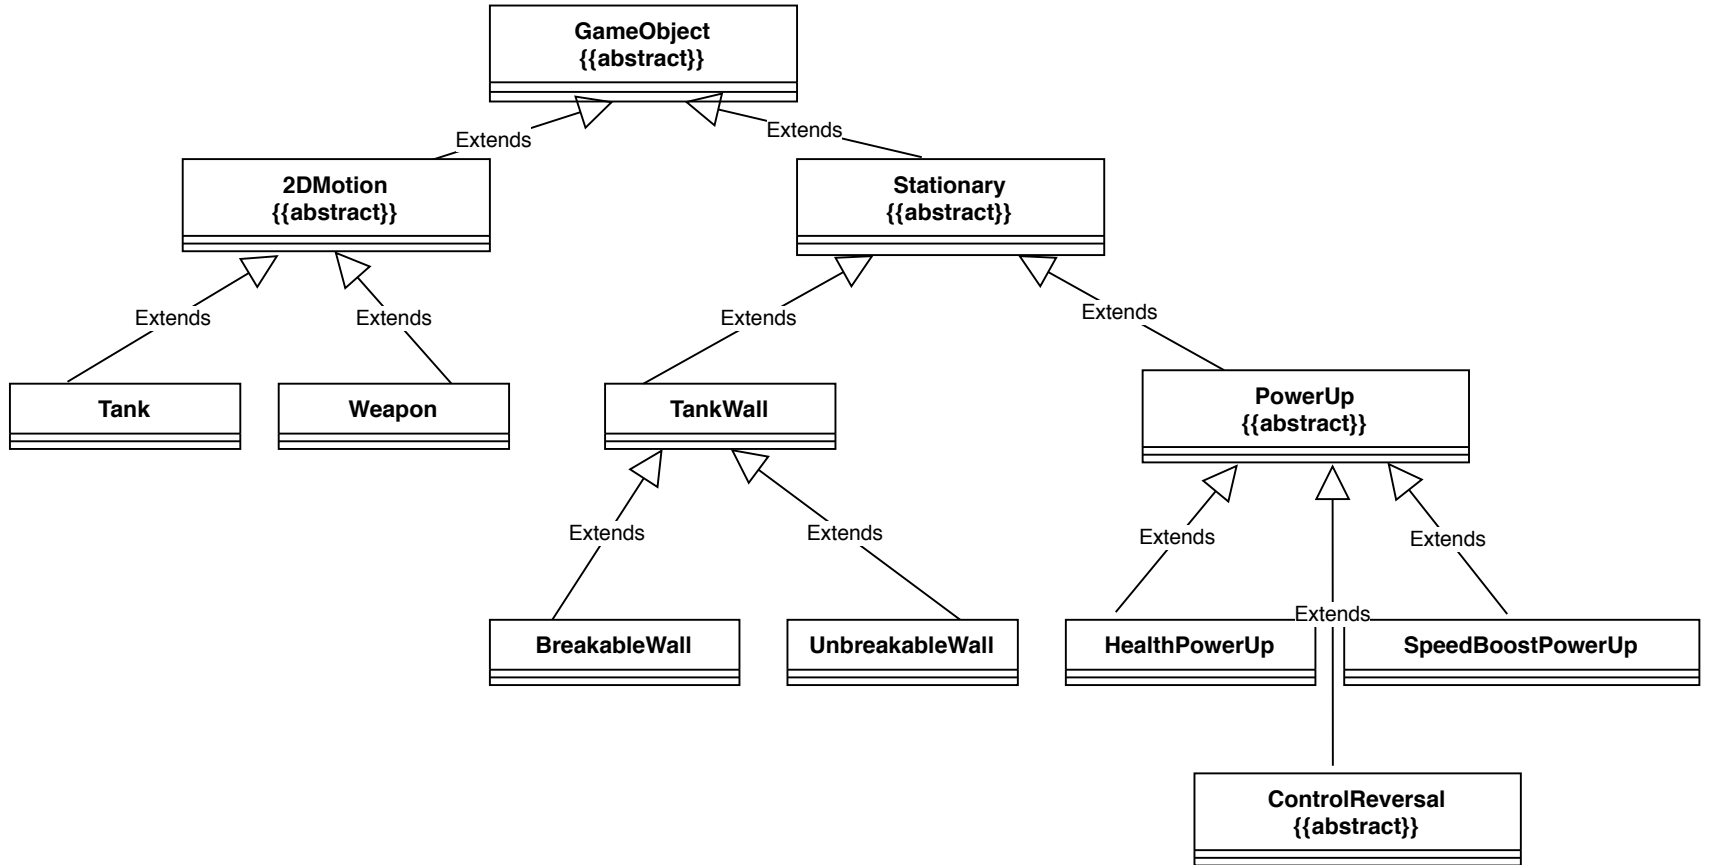 GameObject
{{abstract}}
Extends
Extends
2DMotion
{{abstract}}
Stationary
{{abstract}}
Extends
Extends
Extends
Extends
Tank
Weapon
TankWall
PowerUp
{{abstract}}
Extends
Extends
Extends
Extends
Extends
BreakableWall
UnbreakableWall
HealthPowerUp
SpeedBoostPowerUp
ControlReversal
{{abstract}}